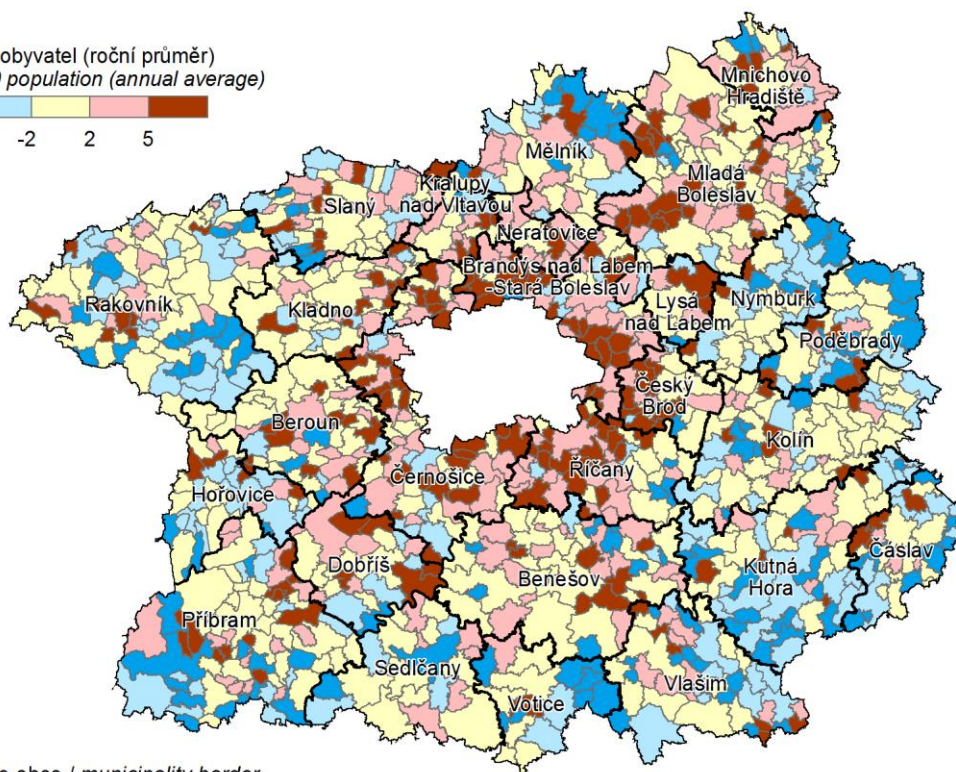 obyvatel (roční průměr)
population (annual average)
-2 2 5
Mnichovo
Hradiště
Mělník
Mladá
Boleslav
Kralupy
nad Vltavou
Slaný
Neratovice
Brandýs nad Labem
-Stará Boleslav
Rakovník
Kladno
Lysá
nad Labem
Nymburk
Poděbrady
Český
Brod
Beroun
Kolín
Černošice
Říčany
Hořovice
Dobříš
Benešov
Kutná
Hora
Čáslav
Příbram
Sedlčany
Vlašim
Votice
municipality border